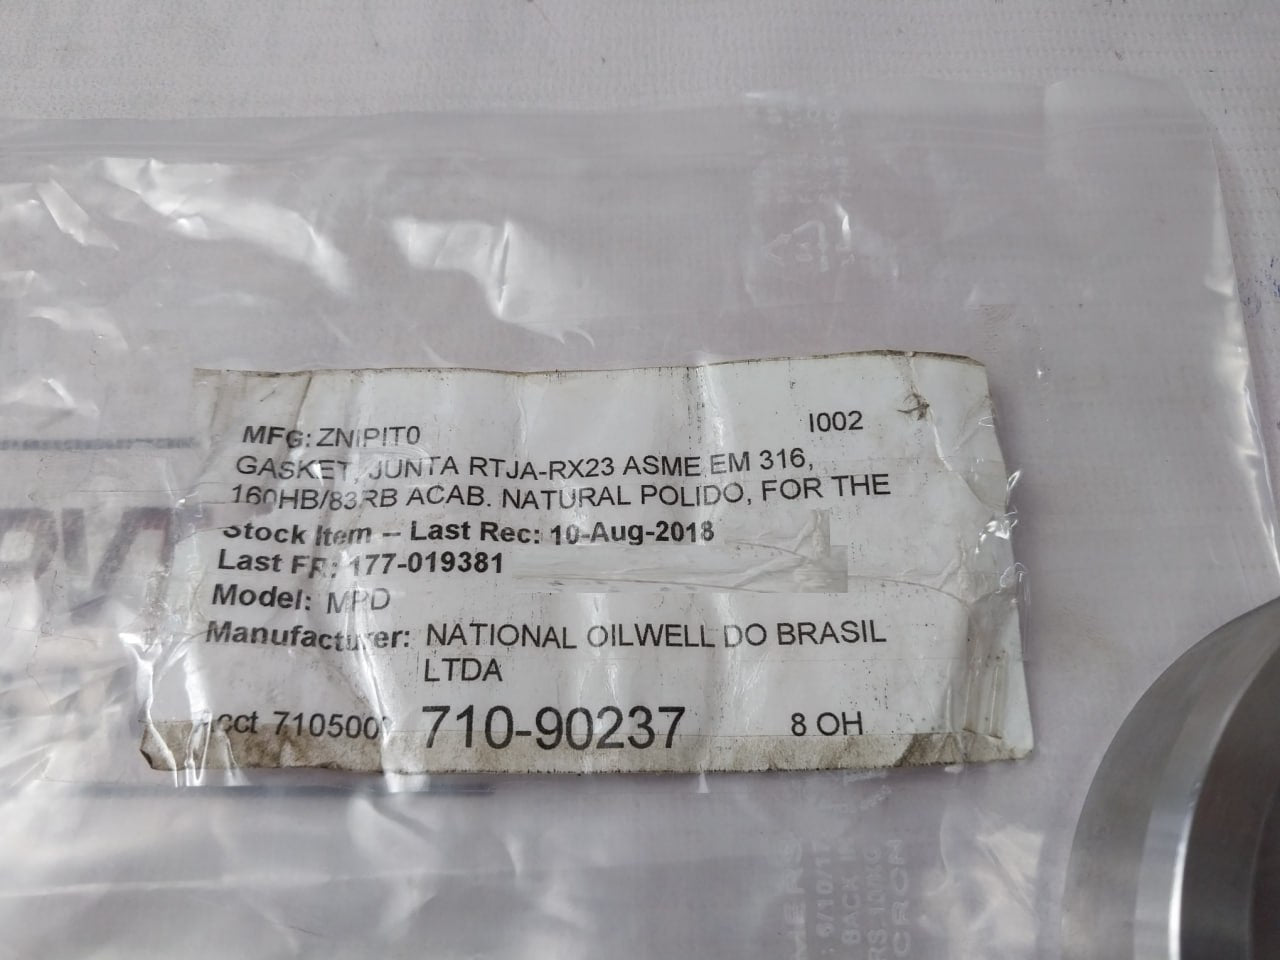 MFG: ZNIPIT0 I002
GASKET, JUNTA RTJA-RX23 ASME EM 316,
160HB/83RB ACAB. NATURAL POLIDO, FOR THE
Stock Item – Last Rec: 10-Aug-2018
Last FR: 177-019381
Model: MPD
Manufacturer: NATIONAL OILWELL DO BRASIL
LTDA
Acct 710500 710-90237 8 OH